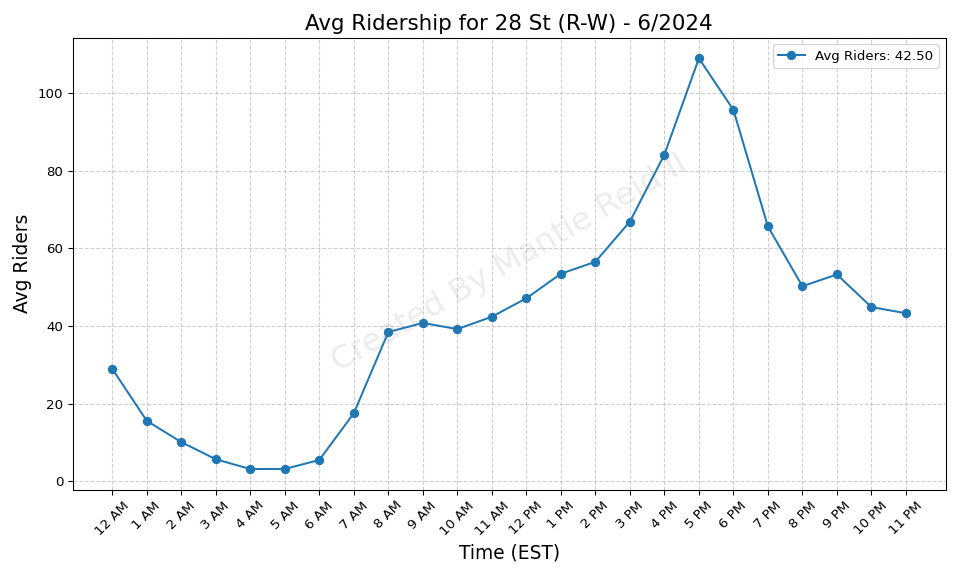 Avg Ridership for 28 St (R-W) - 6/2024
Avg Riders: 42.50
Avg Riders
100
80
60
40
20
0
Created By Mantle Reid II
12 AM
1 AM
2 AM
3 AM
4 AM
5 AM
6 AM
7 AM
8 AM
9 AM
10 AM
11 AM
12 PM
1 PM
2 PM
3 PM
4 PM
5 PM
6 PM
7 PM
8 PM
9 PM
10 PM
11 PM
Time (EST)